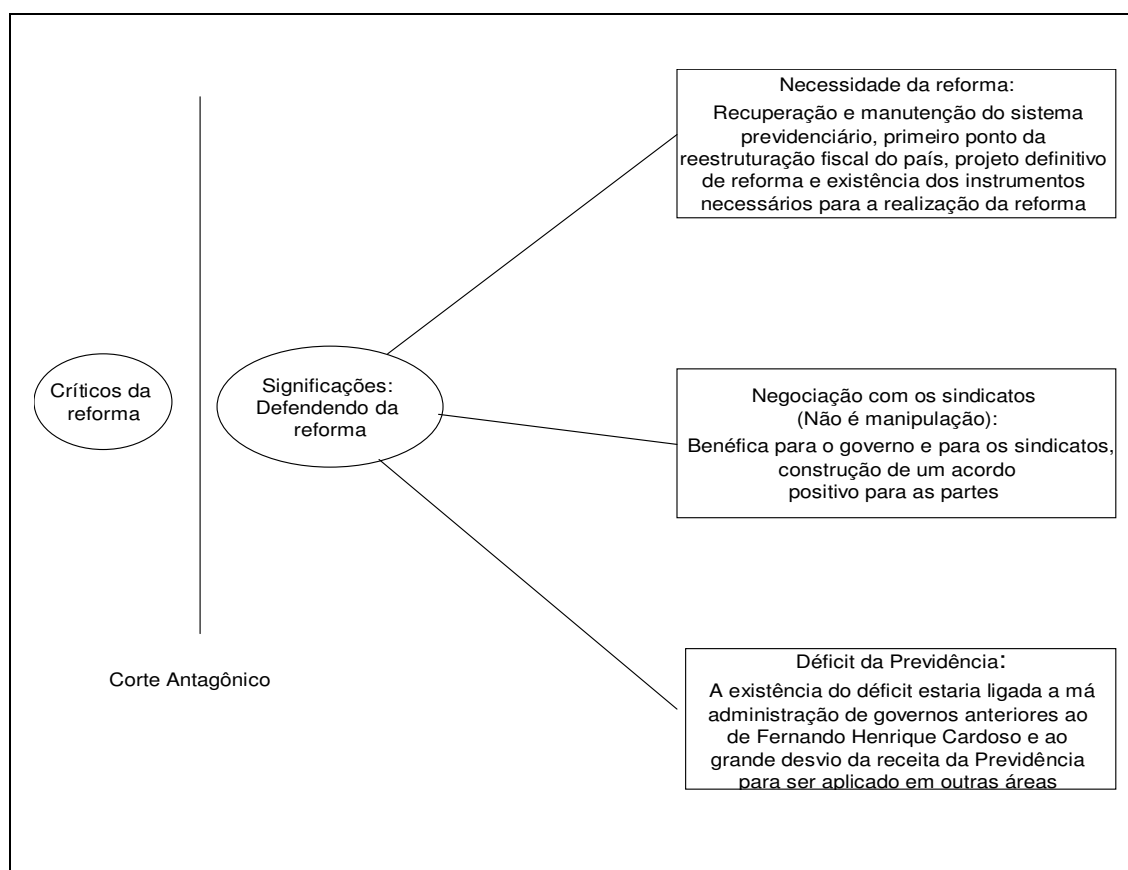 Necessidade da reforma:
Recuperação e manutenção do sistema
previdenciário, primeiro ponto da
reestruturação fiscal do país, projeto definitivo
de reforma e existência dos instrumentos
necessários para a realização da reforma
Críticos da
reforma
Significações:
Defendendo da
reforma
Negociação com os sindicatos
(Não é manipulação):
Benéfica para o governo e para os sindicatos,
construção de um acordo
positivo para as partes
Corte Antagônico
Déficit da Previdência:
A existência do déficit estaria ligada a má
administração de governos anteriores ao
de Fernando Henrique Cardoso e ao
grande desvio da receita da Previdência
para ser aplicado em outras áreas